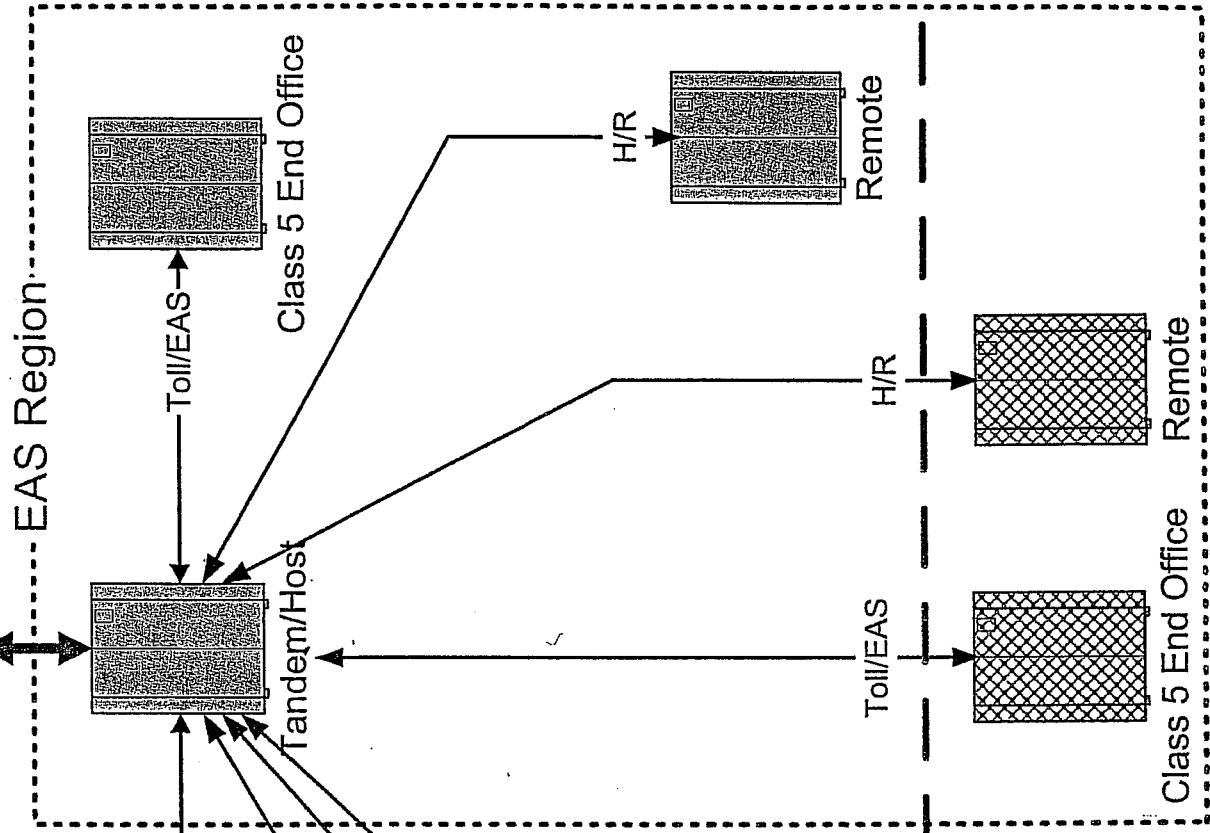 EAS Region
Toll/EAS
Class 5 End Office
Tandem/Host
H/R
Remote
H/R
Toll/EAS
Remote
Class 5 End Office